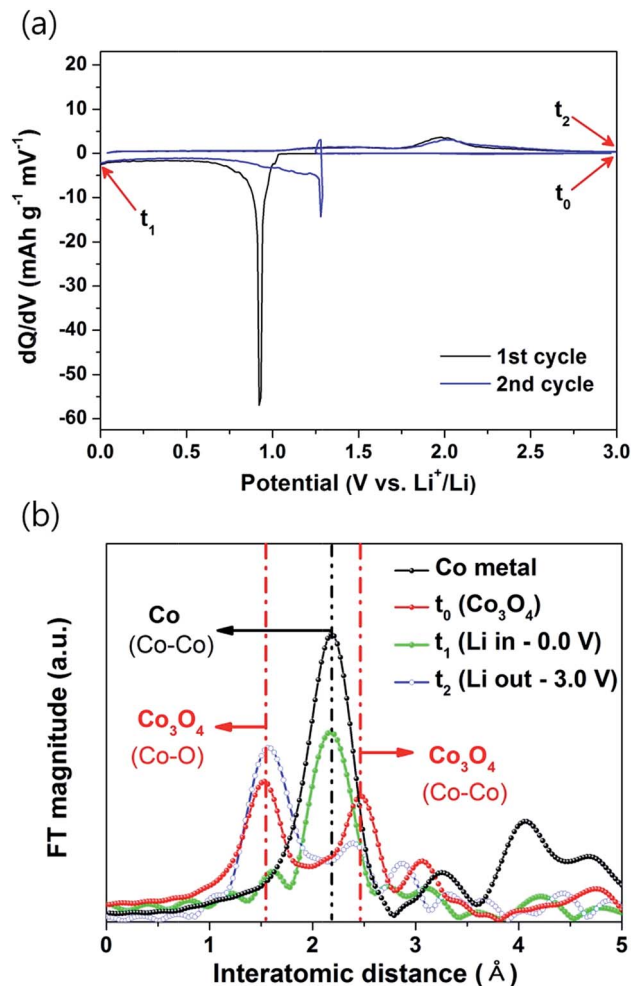 (a)
20
10
0
-10
-20
-30
-40
-50
-60
dQ/dV (mAh g⁻¹ mV⁻¹)
t₂
t₀
t₁
1st cycle
2nd cycle
0.0 0.5 1.0 1.5 2.0 2.5 3.0
Potential (V vs. Li⁺/Li)
(b)
FT magnitude (a.u.)
Co metal
t₀ (Co₃O₄)
t₁ (Li in - 0.0 V)
t₂ (Li out - 3.0 V)
Co
(Co-Co)
Co₃O₄
(Co-O)
Co₃O₄
(Co-Co)
0 1 2 3 4 5
Interatomic distance (Å)